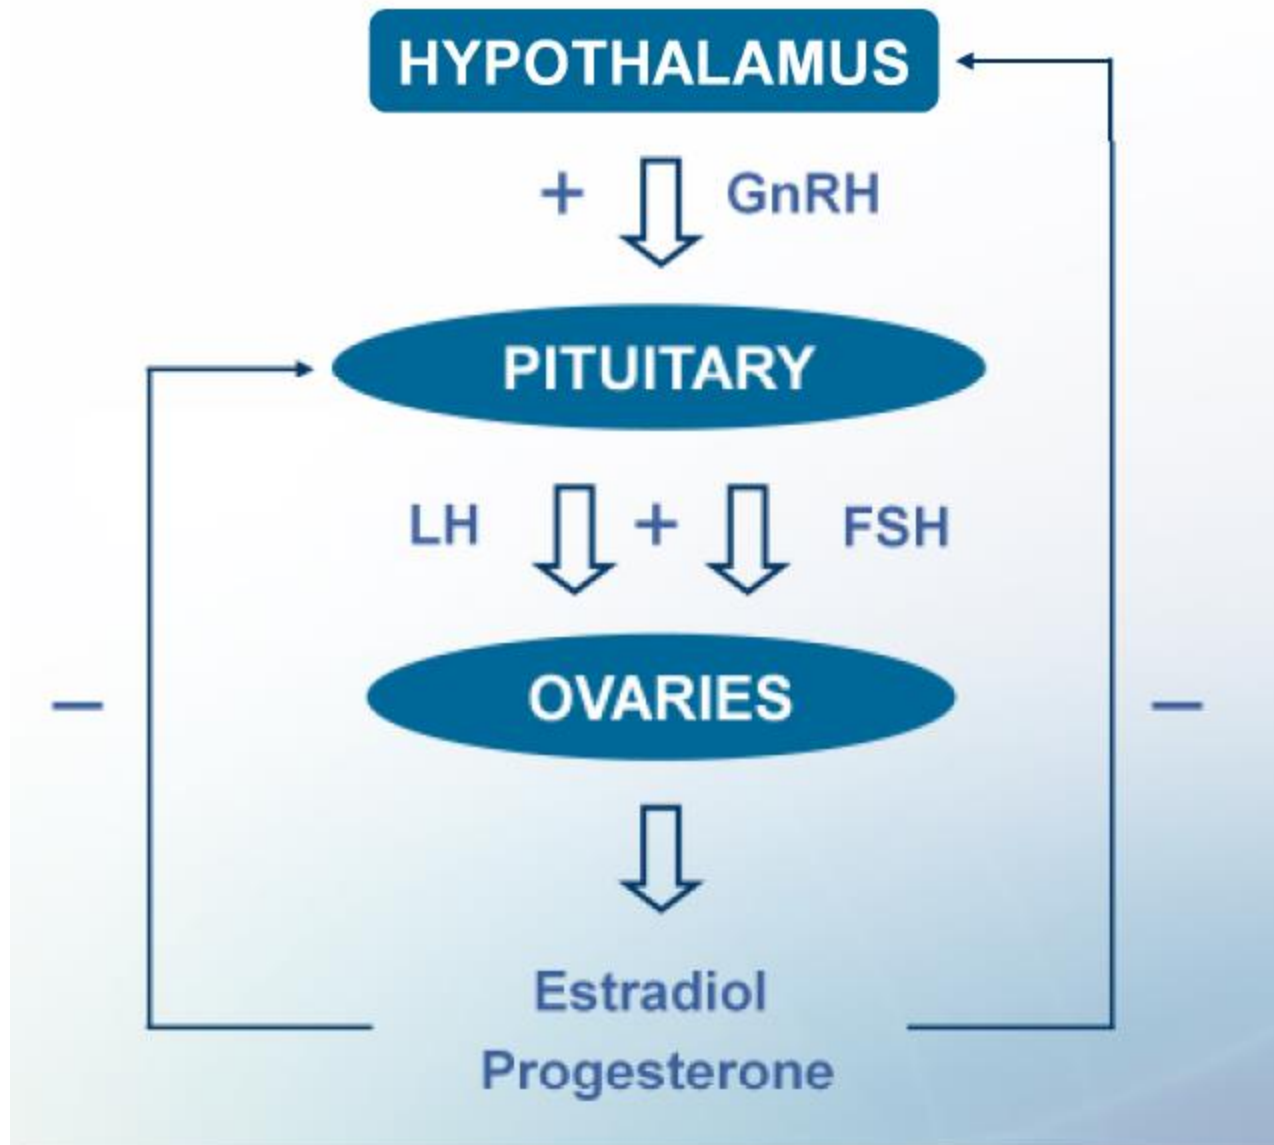 HYPOTHALAMUS
+ GnRH
PITUITARY
LH + FSH
OVARIES
− −
Estradiol
Progesterone